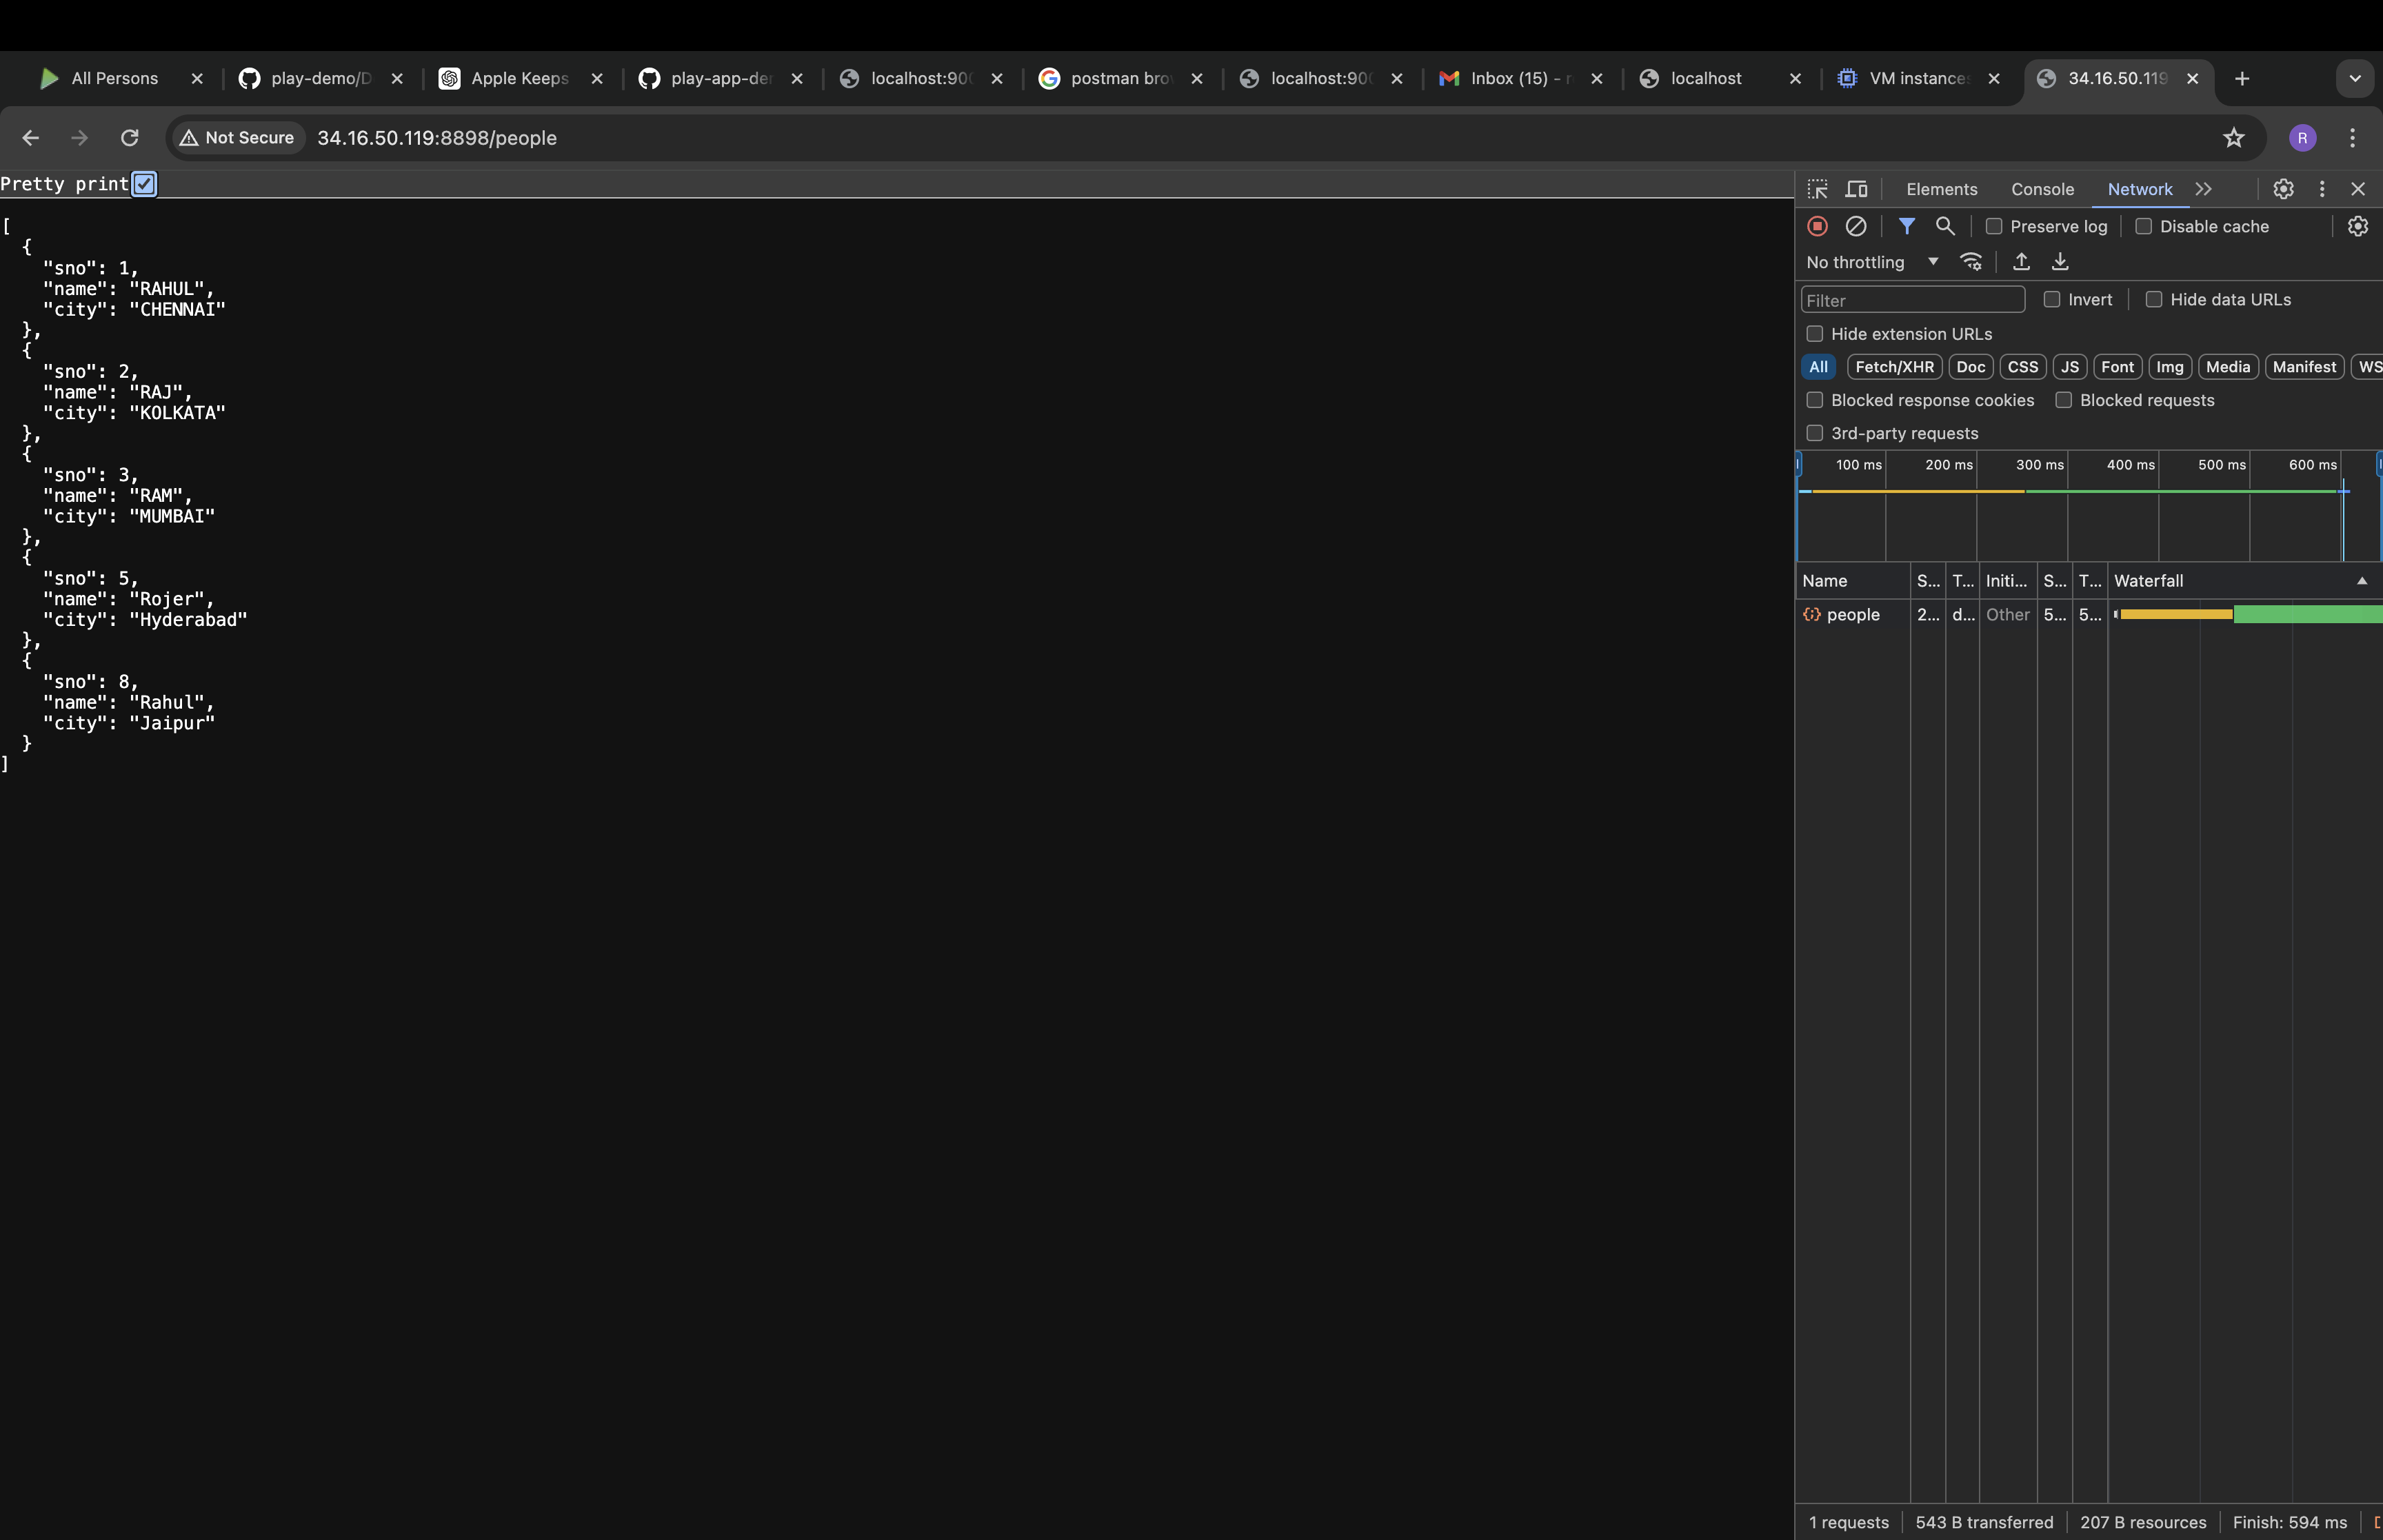 All Persons
play-demo/D
Apple Keeps
play-app-der
localhost:900
postman bro
localhost:900
Inbox (15) - r
localhost
VM instances
34.16.50.119
Not Secure
34.16.50.119:8898/people
R
Pretty print
[
  {
    "sno": 1,
    "name": "RAHUL",
    "city": "CHENNAI"
  },
  {
    "sno": 2,
    "name": "RAJ",
    "city": "KOLKATA"
  },
  {
    "sno": 3,
    "name": "RAM",
    "city": "MUMBAI"
  },
  {
    "sno": 5,
    "name": "Rojer",
    "city": "Hyderabad"
  },
  {
    "sno": 8,
    "name": "Rahul",
    "city": "Jaipur"
  }
]
Elements Console Network
Preserve log Disable cache
No throttling
Filter Invert Hide data URLs
Hide extension URLs
All Fetch/XHR Doc CSS JS Font Img Media Manifest WS
Blocked response cookies Blocked requests
3rd-party requests
100 ms 200 ms 300 ms 400 ms 500 ms 600 ms
Name S... T... Initi... S... T... Waterfall
people 2... d... Other 5... 5...
1 requests 543 B transferred 207 B resources Finish: 594 ms